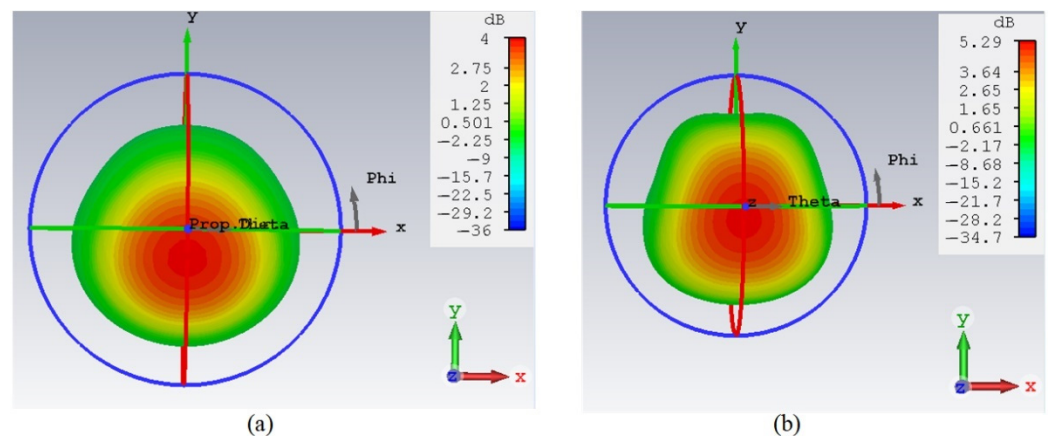 y
dB
4
2.75
2
1.25
0.501
-2.25
-9
-15.7
-22.5
-29.2
-36
Phi
x
Prop.
Theta
y
z
x
(a)
y
dB
5.29
3.64
2.65
1.65
0.661
-2.17
-8.68
-15.2
-21.7
-28.2
-34.7
Phi
x
z
Theta
y
z
x
(b)